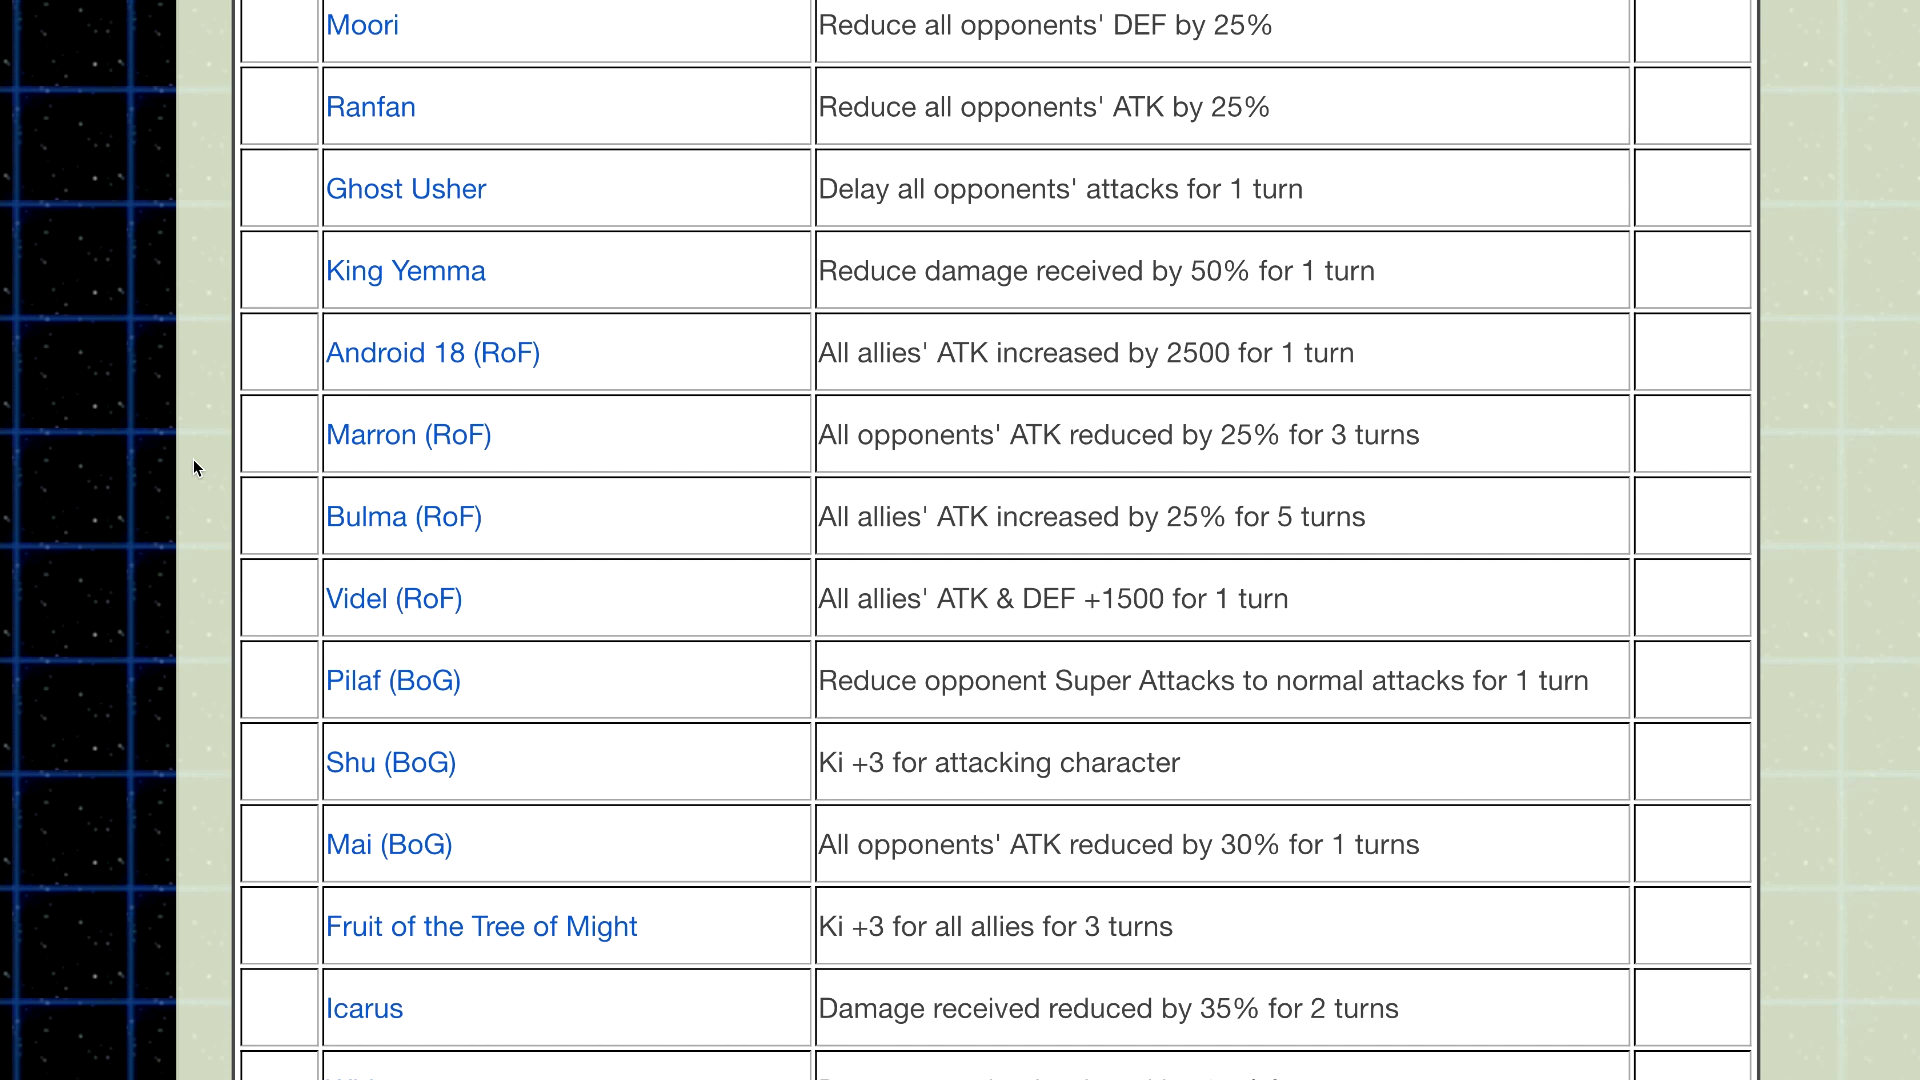 Moori Reduce all opponents' DEF by 25%
Ranfan Reduce all opponents' ATK by 25%
Ghost Usher Delay all opponents' attacks for 1 turn
King Yemma Reduce damage received by 50% for 1 turn
Android 18 (RoF) All allies' ATK increased by 2500 for 1 turn
Marron (RoF) All opponents' ATK reduced by 25% for 3 turns
Bulma (RoF) All allies' ATK increased by 25% for 5 turns
Videl (RoF) All allies' ATK & DEF +1500 for 1 turn
Pilaf (BoG) Reduce opponent Super Attacks to normal attacks for 1 turn
Shu (BoG) Ki +3 for attacking character
Mai (BoG) All opponents' ATK reduced by 30% for 1 turns
Fruit of the Tree of Might Ki +3 for all allies for 3 turns
Icarus Damage received reduced by 35% for 2 turns